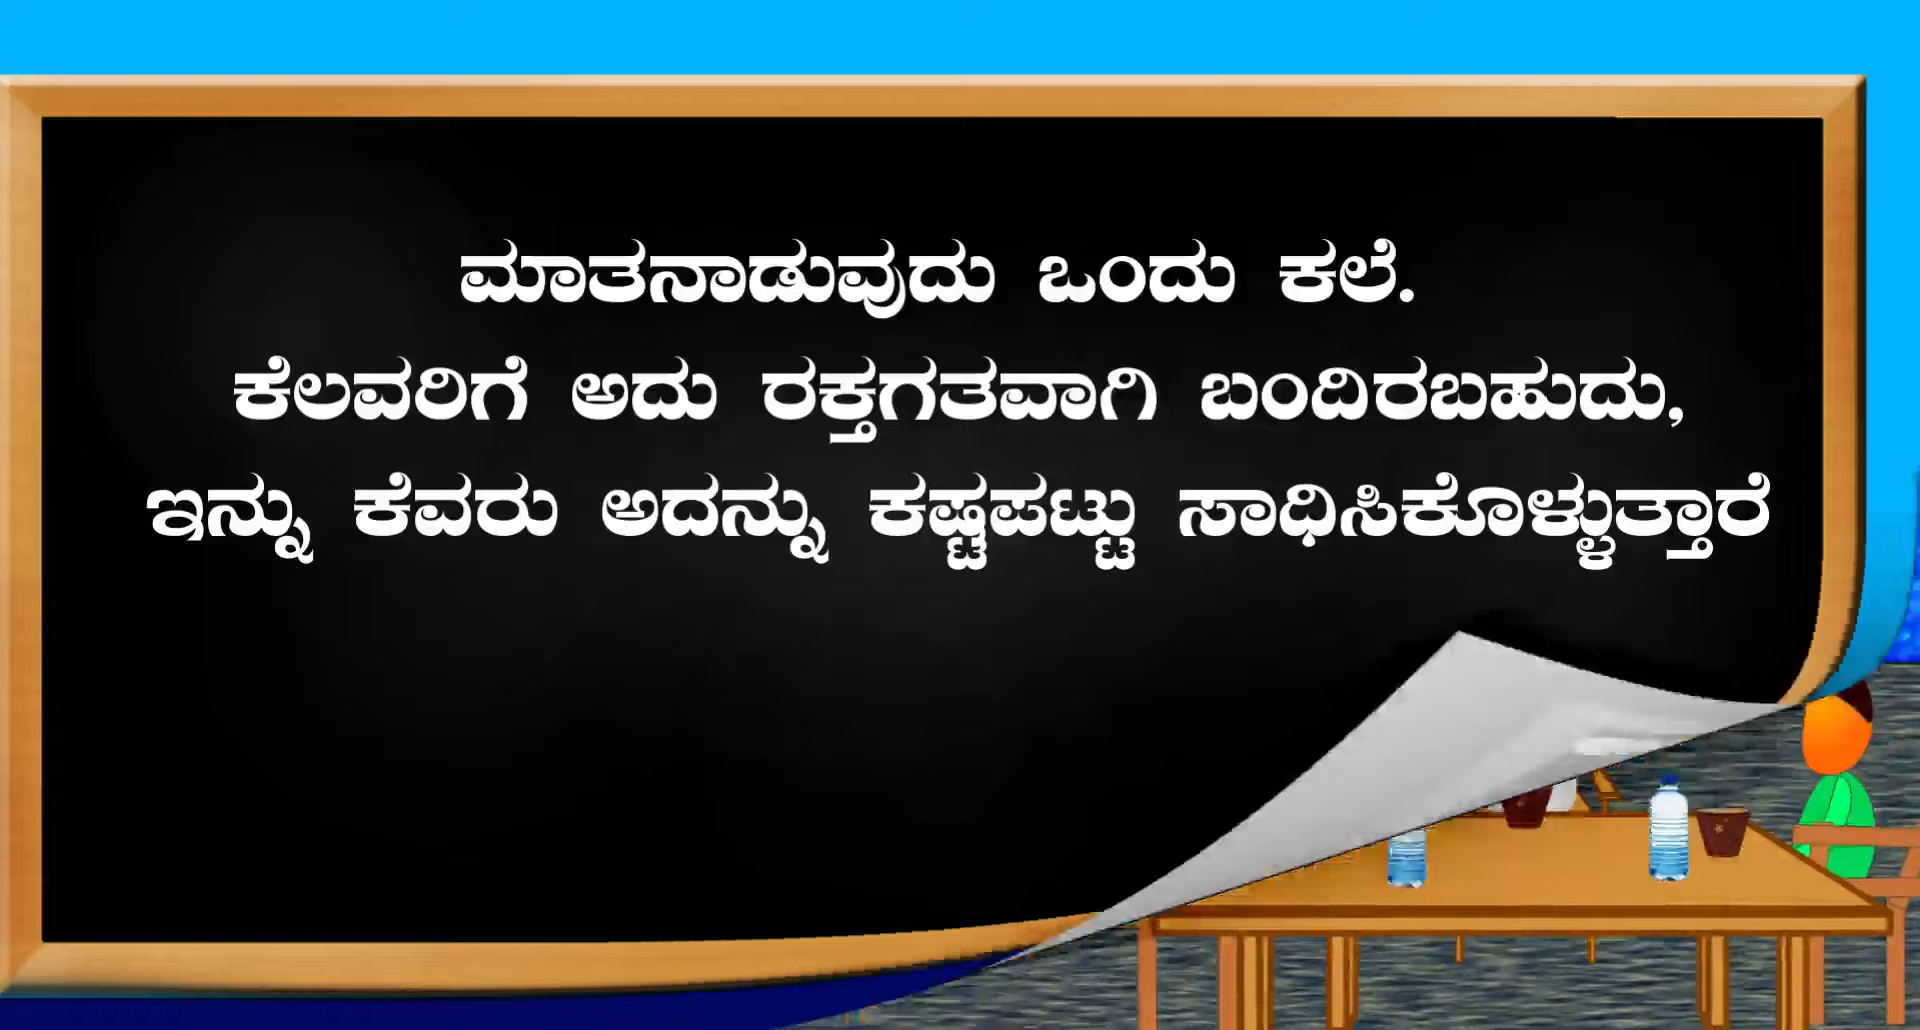 ಮಾತನಾಡುವುದು ಒಂದು ಕಲೆ.
ಕೆಲವರಿಗೆ ಅದು ರಕ್ತಗತವಾಗಿ ಬಂದಿರಬಹುದು,
ಇನ್ನು ಕೆವರು ಅದನ್ನು ಕಷ್ಟಪಟ್ಟು ಸಾಧಿಸಿಕೊಳ್ಳುತ್ತಾರೆ